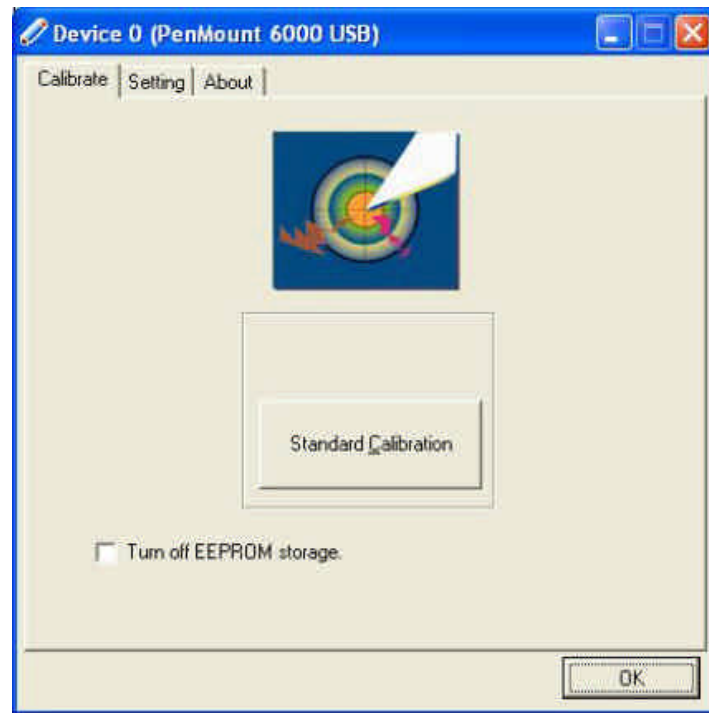 Device 0 (PenMount 6000 USB)
Calibrate Setting About
Standard Calibration
Turn off EEPROM storage.
OK